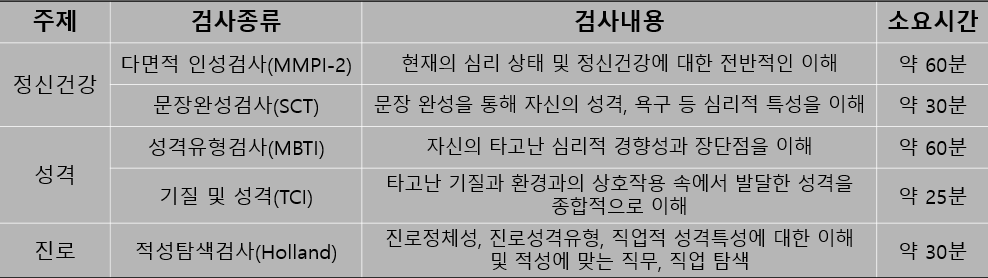 주제 검사종류 검사내용 소요시간
정신건강 다면적 인성검사(MMPI-2) 현재의 심리 상태 및 정신건강에 대한 전반적인 이해 약 60분
문장완성검사(SCT) 문장 완성을 통해 자신의 성격, 욕구 등 심리적 특성을 이해 약 30분
성격 성격유형검사(MBTI) 자신의 타고난 심리적 경향성과 장단점을 이해 약 60분
기질 및 성격(TCI) 타고난 기질과 환경과의 상호작용 속에서 발달한 성격을
종합적으로 이해 약 25분
진로 적성탐색검사(Holland) 진로정체성, 진로성격유형, 직업적 성격특성에 대한 이해
및 적성에 맞는 직무, 직업 탐색 약 30분